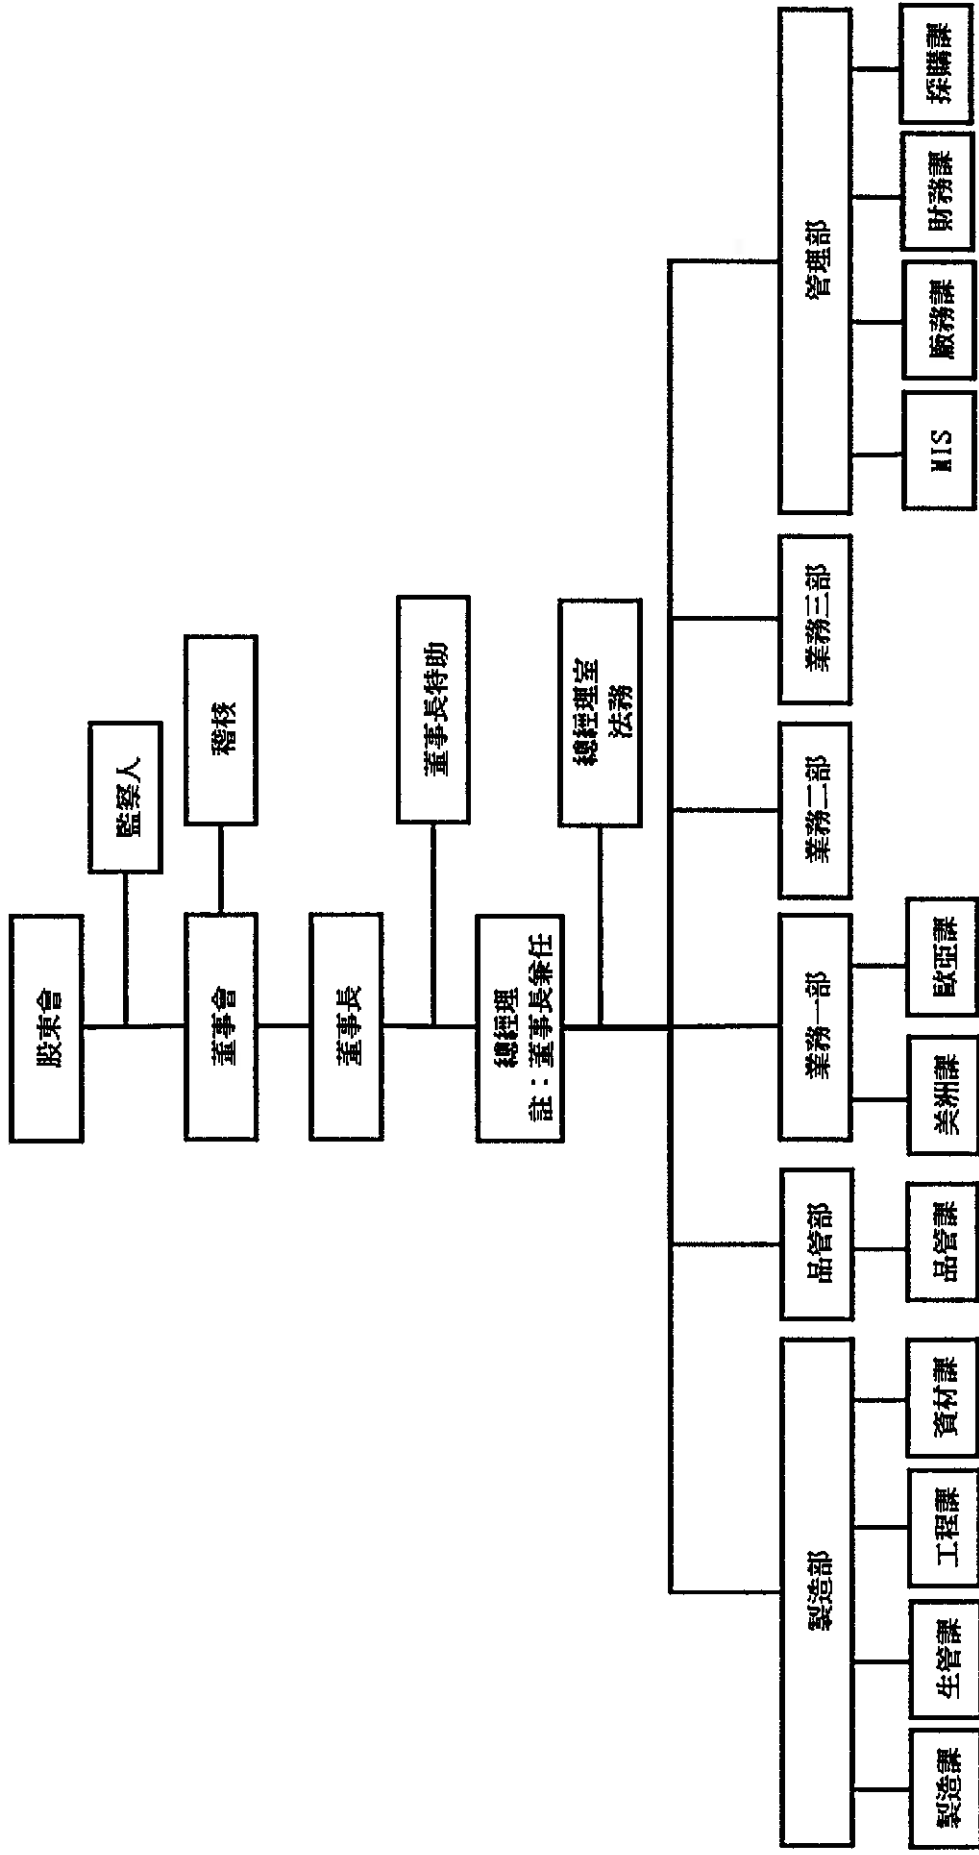 股東會
監察人
董事會
稽核
董事長
董事長特助
總經理
註：董事長兼任
總經理室
法務
製造部
品管部
業務一部
業務二部
業務三部
管理部
製造課
生管課
工程課
資材課
品管課
美洲課
歐亞課
MIS
廠務課
財務課
採購課